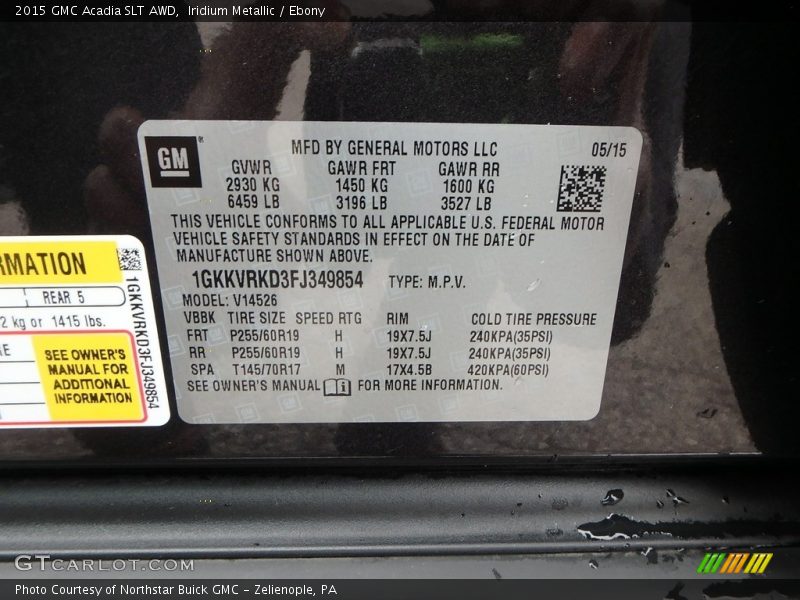 2015 GMC Acadia SLT AWD, Iridium Metallic / Ebony
GM
MFD BY GENERAL MOTORS LLC 05/15
GVWR GAWR FRT GAWR RR
2930 KG 1450 KG 1600 KG
6459 LB 3196 LB 3527 LB
THIS VEHICLE CONFORMS TO ALL APPLICABLE U.S. FEDERAL MOTOR
VEHICLE SAFETY STANDARDS IN EFFECT ON THE DATE OF
MANUFACTURE SHOWN ABOVE.
1GKKVRKD3FJ349854 TYPE: M.P.V.
MODEL: V14526
VBBK TIRE SIZE SPEED RTG RIM COLD TIRE PRESSURE
FRT P255/60R19 H 19X7.5J 240KPA(35PSI)
RR P255/60R19 H 19X7.5J 240KPA(35PSI)
SPA T145/70R17 M 17X4.5B 420KPA(60PSI)
SEE OWNER'S MANUAL FOR MORE INFORMATION.
RMATION
REAR 5
2 kg or 1415 lbs.
SEE OWNER'S
MANUAL FOR
ADDITIONAL
INFORMATION
1GKKVRKD3FJ349854
GTCARLOT.COM
Photo Courtesy of Northstar Buick GMC - Zelienople, PA